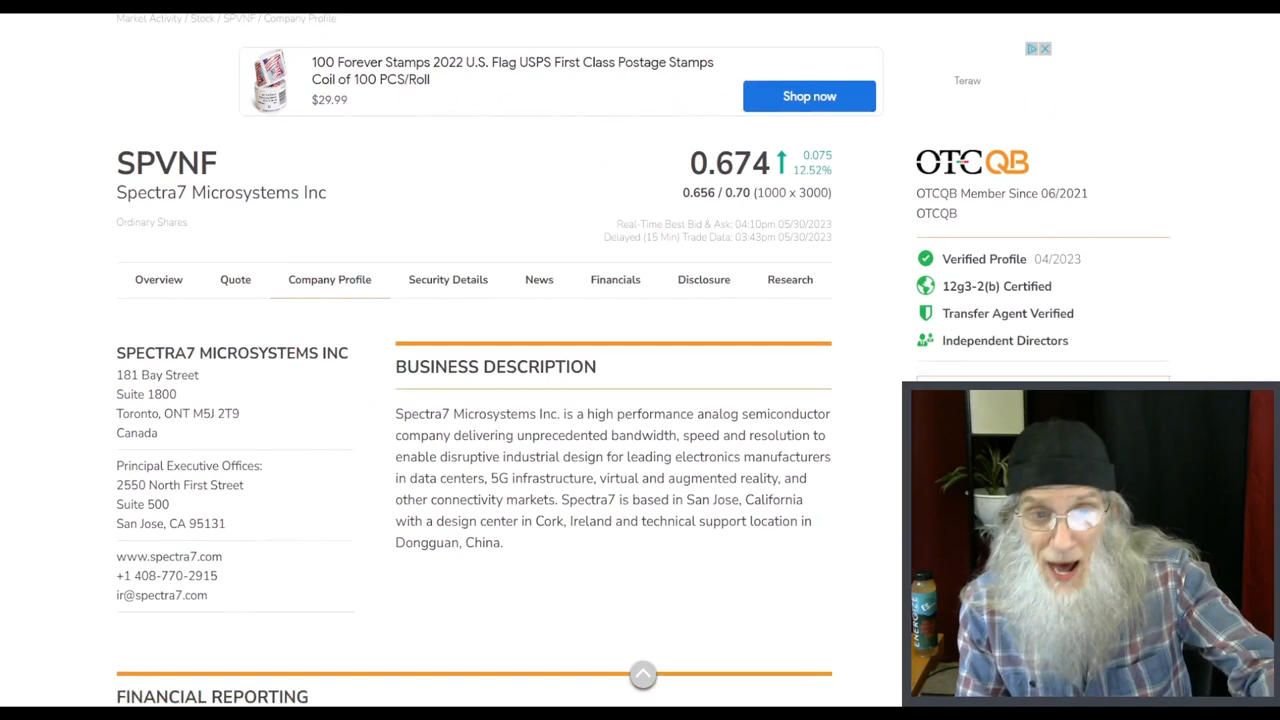 Market Activity / Stock / SPVNF / Company Profile
100 Forever Stamps 2022 U.S. Flag USPS First Class Postage Stamps
Coil of 100 PCS/Roll
$29.99
Shop now
Teraw
SPVNF
Spectra7 Microsystems Inc
Ordinary Shares
0.674
0.075
12.52%
0.656 / 0.70 (1000 x 3000)
Real-Time Best Bid & Ask: 04:10pm 05/30/2023
Delayed (15 Min) Trade Data: 03:43pm 05/30/2023
OTCQB
OTCQB Member Since 06/2021
OTCQB
Verified Profile 04/2023
12g3-2(b) Certified
Transfer Agent Verified
Independent Directors
Overview Quote Company Profile Security Details News Financials Disclosure Research
SPECTRA7 MICROSYSTEMS INC
181 Bay Street
Suite 1800
Toronto, ONT M5J 2T9
Canada
Principal Executive Offices:
2550 North First Street
Suite 500
San Jose, CA 95131
www.spectra7.com
+1 408-770-2915
ir@spectra7.com
BUSINESS DESCRIPTION
Spectra7 Microsystems Inc. is a high performance analog semiconductor
company delivering unprecedented bandwidth, speed and resolution to
enable disruptive industrial design for leading electronics manufacturers
in data centers, 5G infrastructure, virtual and augmented reality, and
other connectivity markets. Spectra7 is based in San Jose, California
with a design center in Cork, Ireland and technical support location in
Dongguan, China.
FINANCIAL REPORTING
ENERGIZE